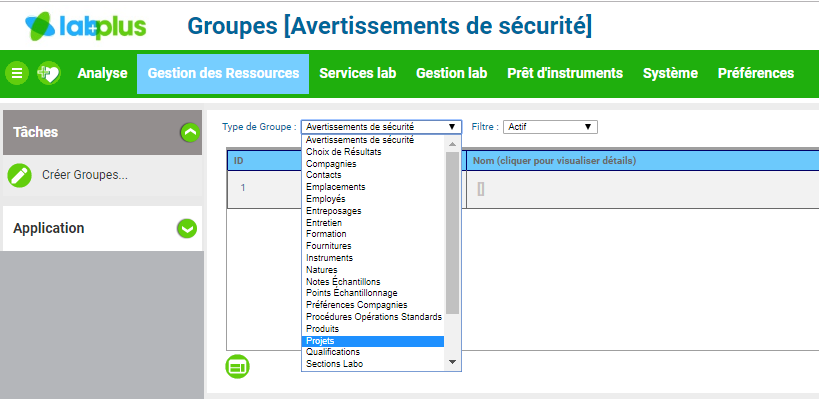 labplus
Groupes [Avertissements de sécurité]
Analyse Gestion des Ressources Services lab Gestion lab Prêt d'instruments Système Préférences
Tâches
Créer Groupes...
Application
Type de Groupe : Avertissements de sécurité Filtre : Actif
Avertissements de sécurité
Choix de Résultats
Compagnies
Contacts
Emplacements
Employés
Entreposages
Entretien
Formation
Fournitures
Instruments
Natures
Notes Échantillons
Points Échantillonnage
Préférences Compagnies
Procédures Opérations Standards
Produits
Projets
Qualifications
Sections Labo
ID Nom (cliquer pour visualiser détails)
1 []